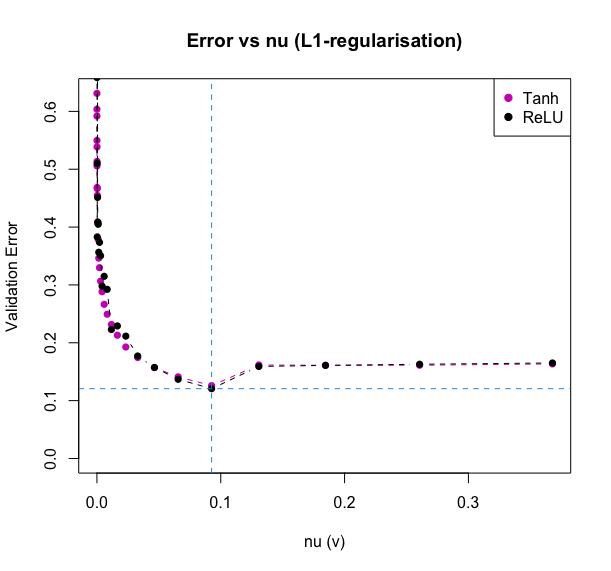 Error vs nu (L1-regularisation)
Tanh
ReLU
Validation Error
0.6
0.5
0.4
0.3
0.2
0.1
0.0
0.0 0.1 0.2 0.3
nu (v)